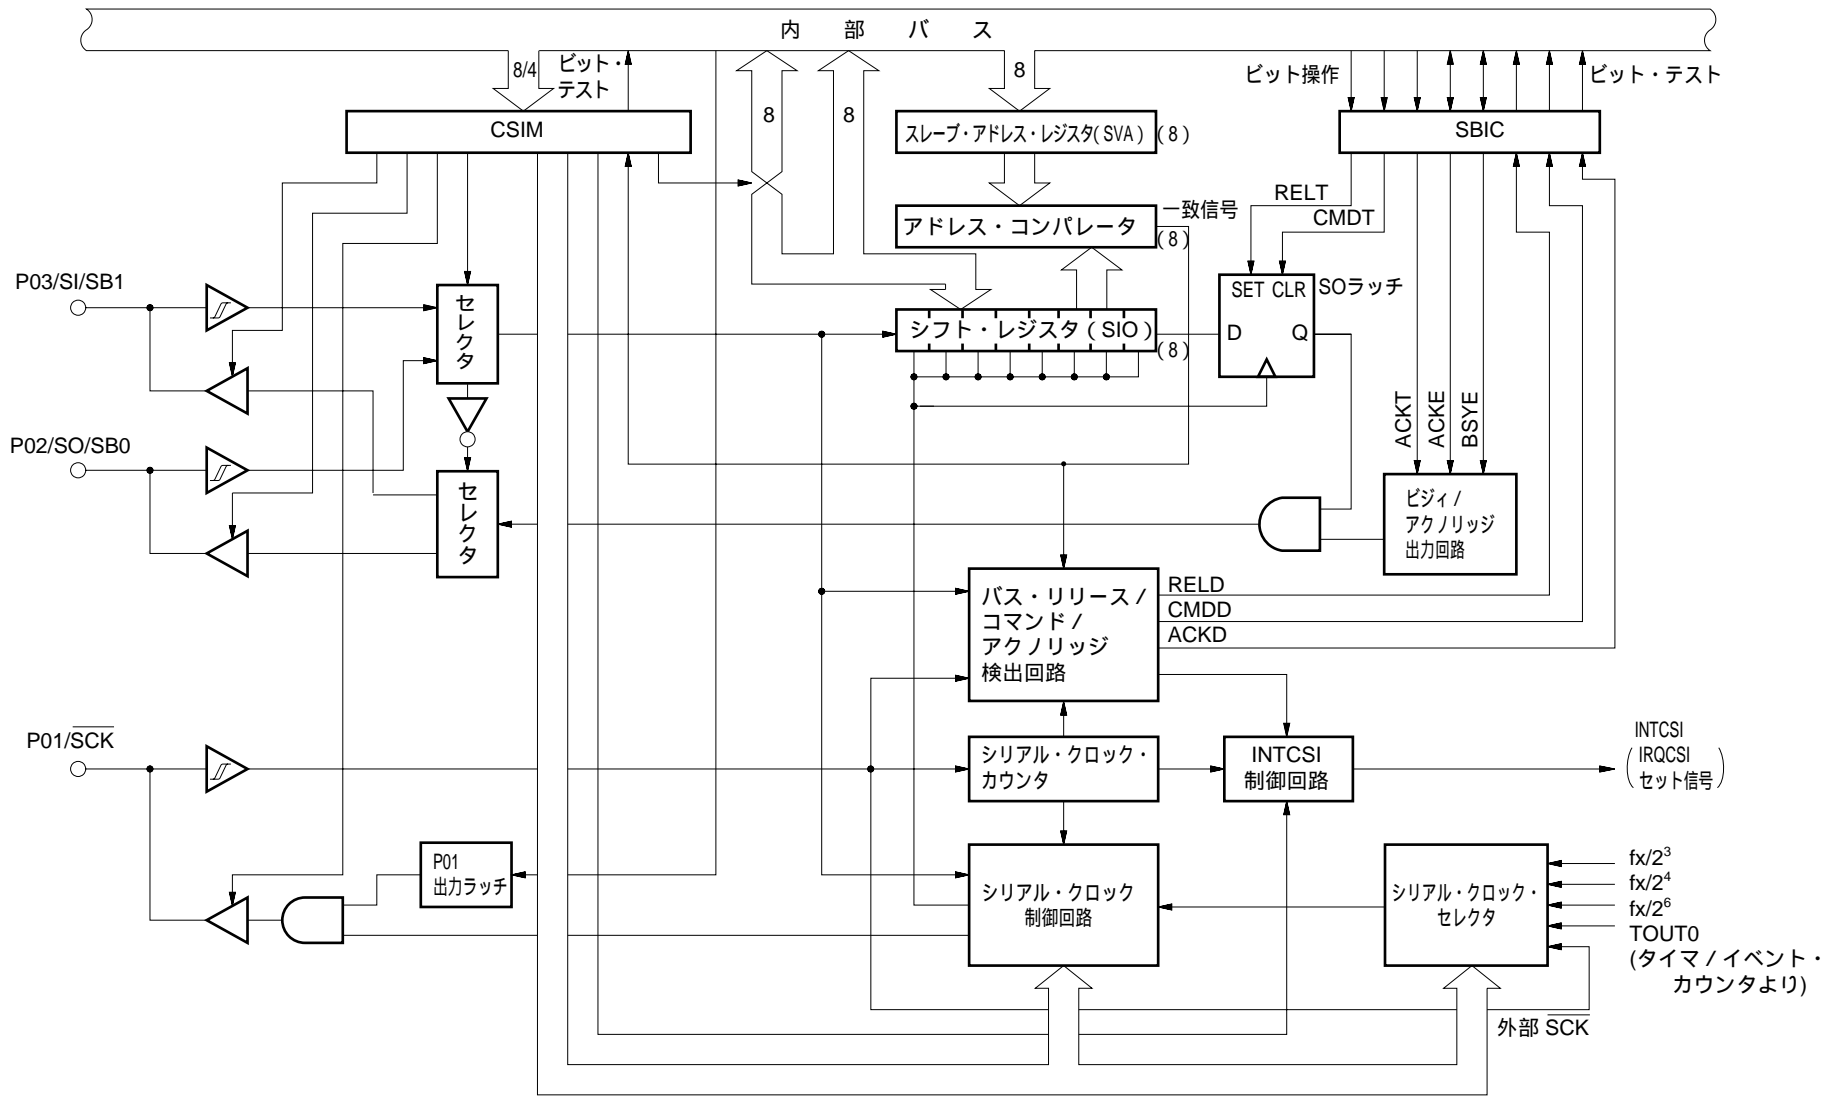 内部バス
8/4
ビット・
テスト
8
8
8
ビット操作
ビット・テスト
CSIM
スレーブ・アドレス・レジスタ(SVA)
(8)
SBIC
RELT
CMDT
アドレス・コンパレータ
一致信号
(8)
P03/SI/SB1
セレクタ
SET CLR
SOラッチ
D
Q
シフト・レジスタ(SIO)
(8)
ACKT
ACKE
BSYE
P02/SO/SB0
セレクタ
ビジィ/
アクノリッジ
出力回路
バス・リリース/
コマンド/
アクノリッジ
検出回路
RELD
CMDD
ACKD
P01/S̅C̅K̅
シリアル・クロック・
カウンタ
INTCSI
制御回路
INTCSI
(IRQCSI
セット信号)
P01
出力ラッチ
シリアル・クロック
制御回路
シリアル・クロック・
セレクタ
fx/2³
fx/2⁴
fx/2⁶
TOUT0
(タイマ/イベント・
カウンタより)
外部 S̅C̅K̅